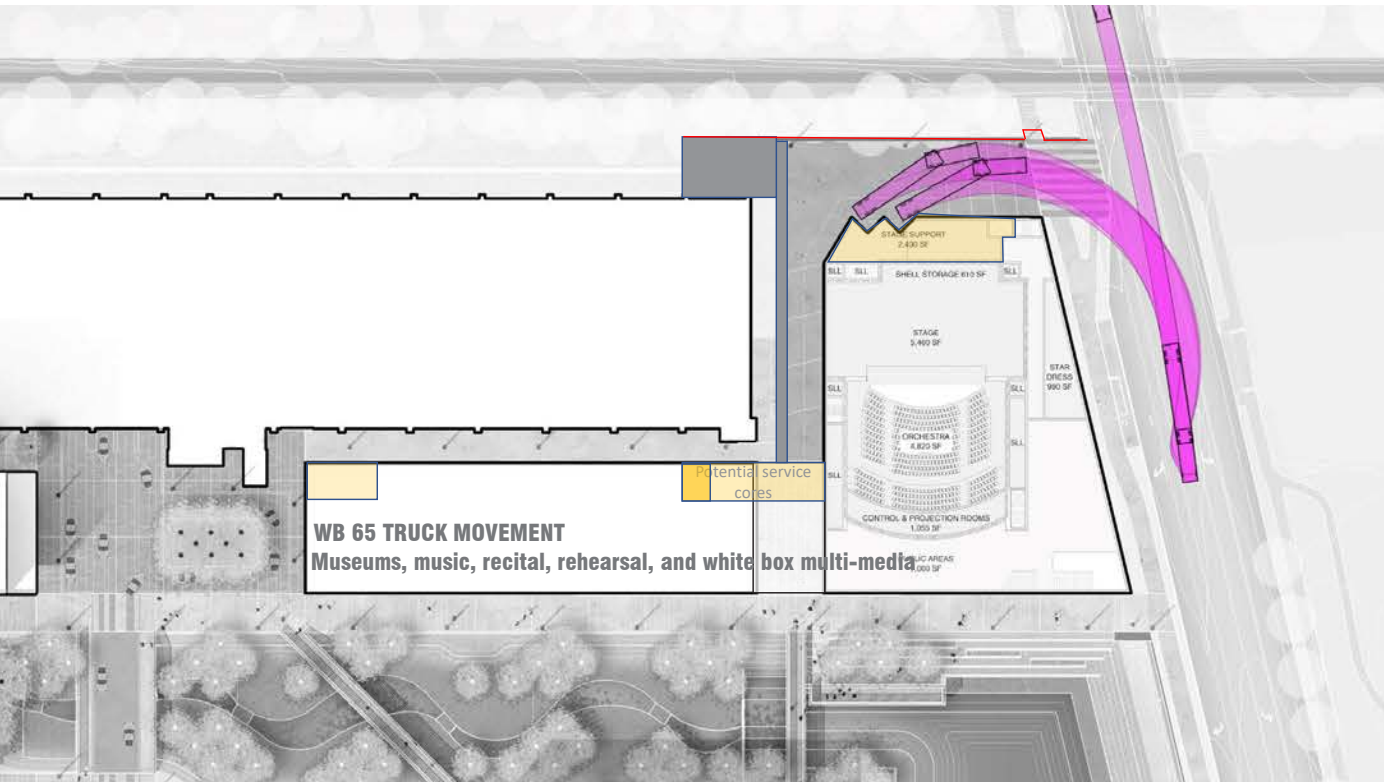 STAGE SUPPORT
2,400 SF
SLL
SLL
SHELL STORAGE 610 SF
SLL
STAGE
5,460 SF
STAR
DRESS
990 SF
SLL
SLL
ORCHESTRA
4,820 SF
SLL
SLL
Potential service
cores
CONTROL & PROJECTION ROOMS
1,055 SF
WB 65 TRUCK MOVEMENT
Museums, music, recital, rehearsal, and white box multi-media
AREAS